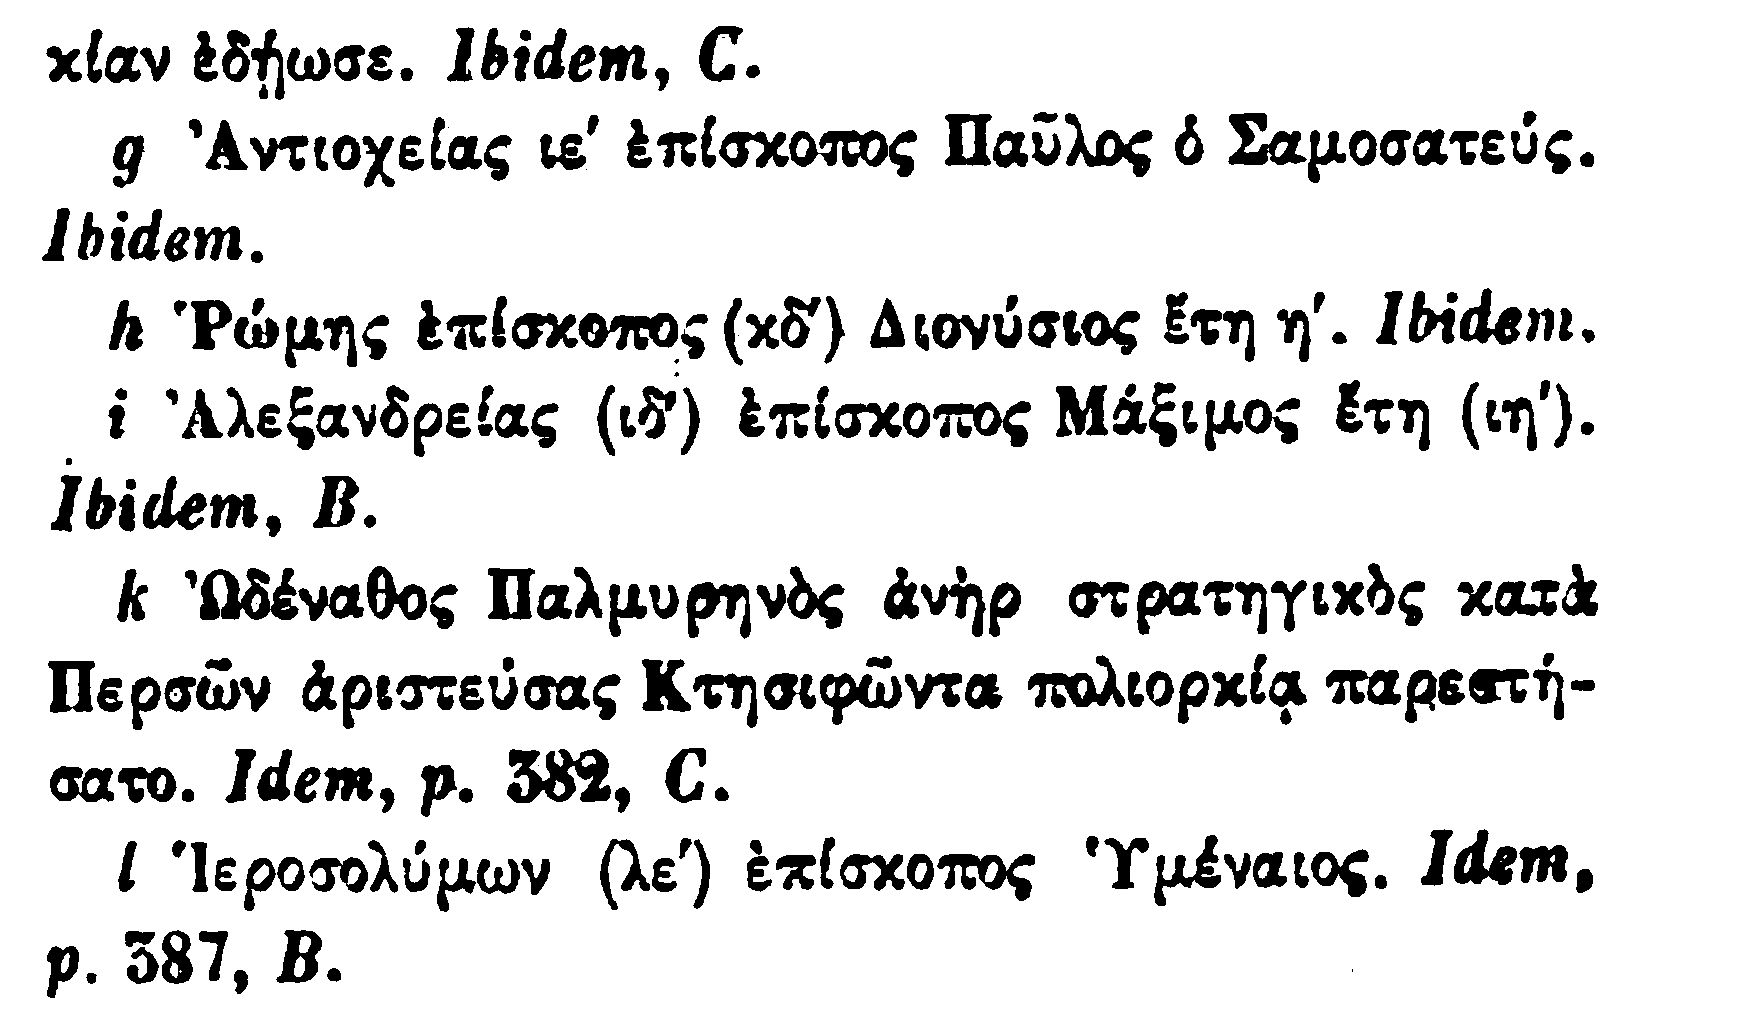 κίαν ἐδῄωσε. Ibidem, C.
g Ἀντιοχείας ιε′ ἐπίσκοπος Παῦλος ὁ Σαμοσατεύς.
Ibidem.
h Ῥώμης ἐπίσκοπος (κδ′) Διονύσιος ἔτη η′. Ibidem.
i Ἀλεξανδρείας (ιδ′) ἐπίσκοπος Μάξιμος ἔτη (ιη′).
Ibidem, B.
k Ὠδέναθος Παλμυρηνὸς ἀνὴρ στρατηγικὸς κατὰ
Περσῶν ἀριστεύσας Κτησιφῶντα πολιορκίᾳ παρεστή-
σατο. Idem, p. 382, C.
l Ἱεροσολύμων (λε′) ἐπίσκοπος Ὑμέναιος. Idem,
p. 387, B.